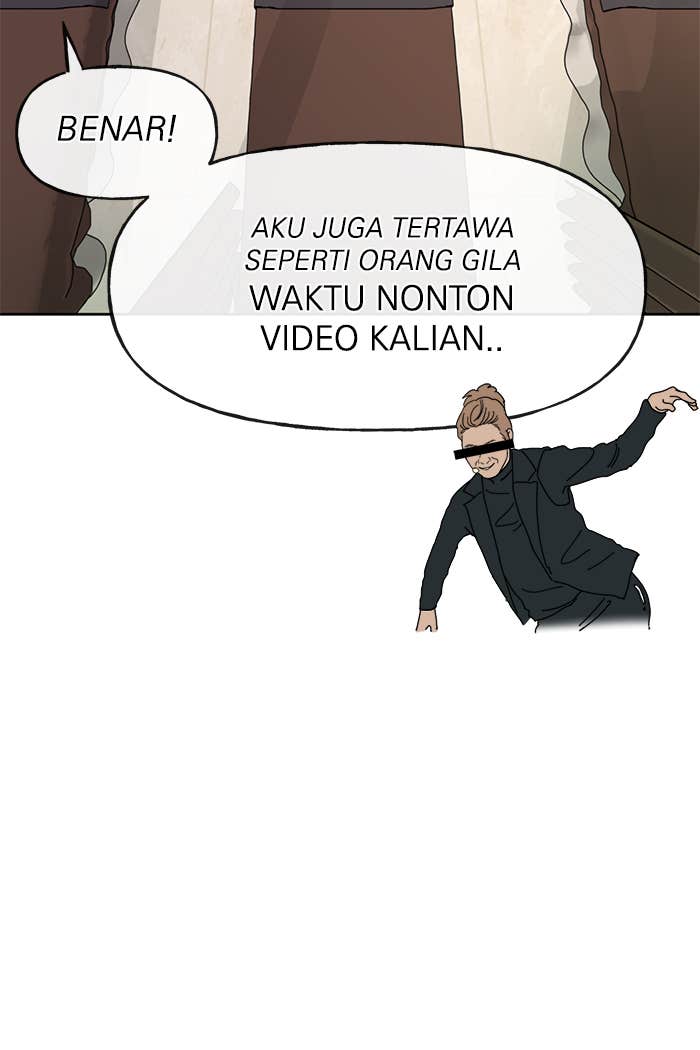 BENAR!
AKU JUGA TERTAWA
SEPERTI ORANG GILA
WAKTU NONTON
VIDEO KALIAN..